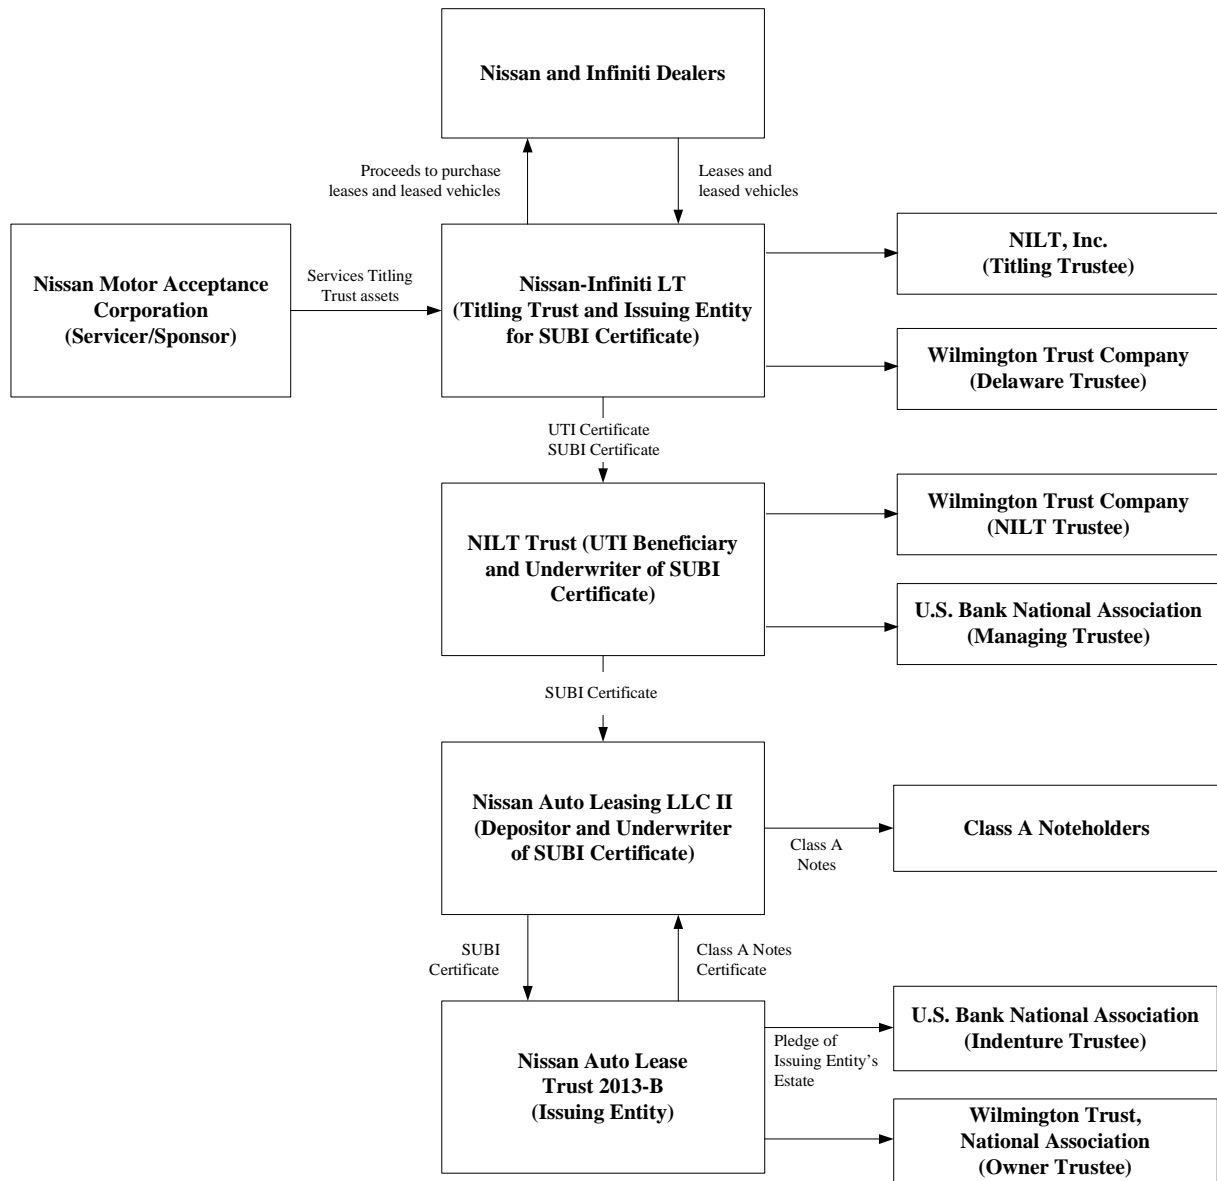 Nissan and Infiniti Dealers
Proceeds to purchase
leases and leased vehicles
Leases and
leased vehicles
Nissan Motor Acceptance
Corporation
(Servicer/Sponsor)
Services Titling
Trust assets
Nissan-Infiniti LT
(Titling Trust and Issuing Entity
for SUBI Certificate)
NILT, Inc.
(Titling Trustee)
Wilmington Trust Company
(Delaware Trustee)
UTI Certificate
SUBI Certificate
NILT Trust (UTI Beneficiary
and Underwriter of SUBI
Certificate)
Wilmington Trust Company
(NILT Trustee)
U.S. Bank National Association
(Managing Trustee)
SUBI Certificate
Nissan Auto Leasing LLC II
(Depositor and Underwriter
of SUBI Certificate)
Class A
Notes
Class A Noteholders
SUBI
Certificate
Class A Notes
Certificate
Nissan Auto Lease
Trust 2013-B
(Issuing Entity)
Pledge of
Issuing Entity’s
Estate
U.S. Bank National Association
(Indenture Trustee)
Wilmington Trust,
National Association
(Owner Trustee)